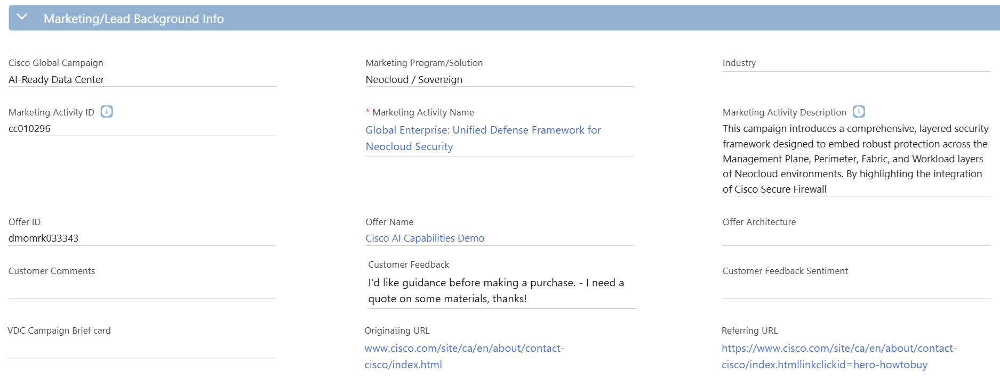 Marketing/Lead Background Info
Cisco Global Campaign
AI-Ready Data Center
Marketing Program/Solution
Neocloud / Sovereign
Industry
Marketing Activity ID
cc010296
* Marketing Activity Name
Global Enterprise: Unified Defense Framework for
Neocloud Security
Marketing Activity Description
This campaign introduces a comprehensive, layered security
framework designed to embed robust protection across the
Management Plane, Perimeter, Fabric, and Workload layers
of Neocloud environments. By highlighting the integration
of Cisco Secure Firewall
Offer ID
dmomrk033343
Offer Name
Cisco AI Capabilities Demo
Offer Architecture
Customer Comments
Customer Feedback
I'd like guidance before making a purchase. - I need a
quote on some materials, thanks!
Customer Feedback Sentiment
VDC Campaign Brief card
Originating URL
www.cisco.com/site/ca/en/about/contact-
cisco/index.html
Referring URL
https://www.cisco.com/site/ca/en/about/contact-
cisco/index.htmllinkclickid=hero-howtobuy